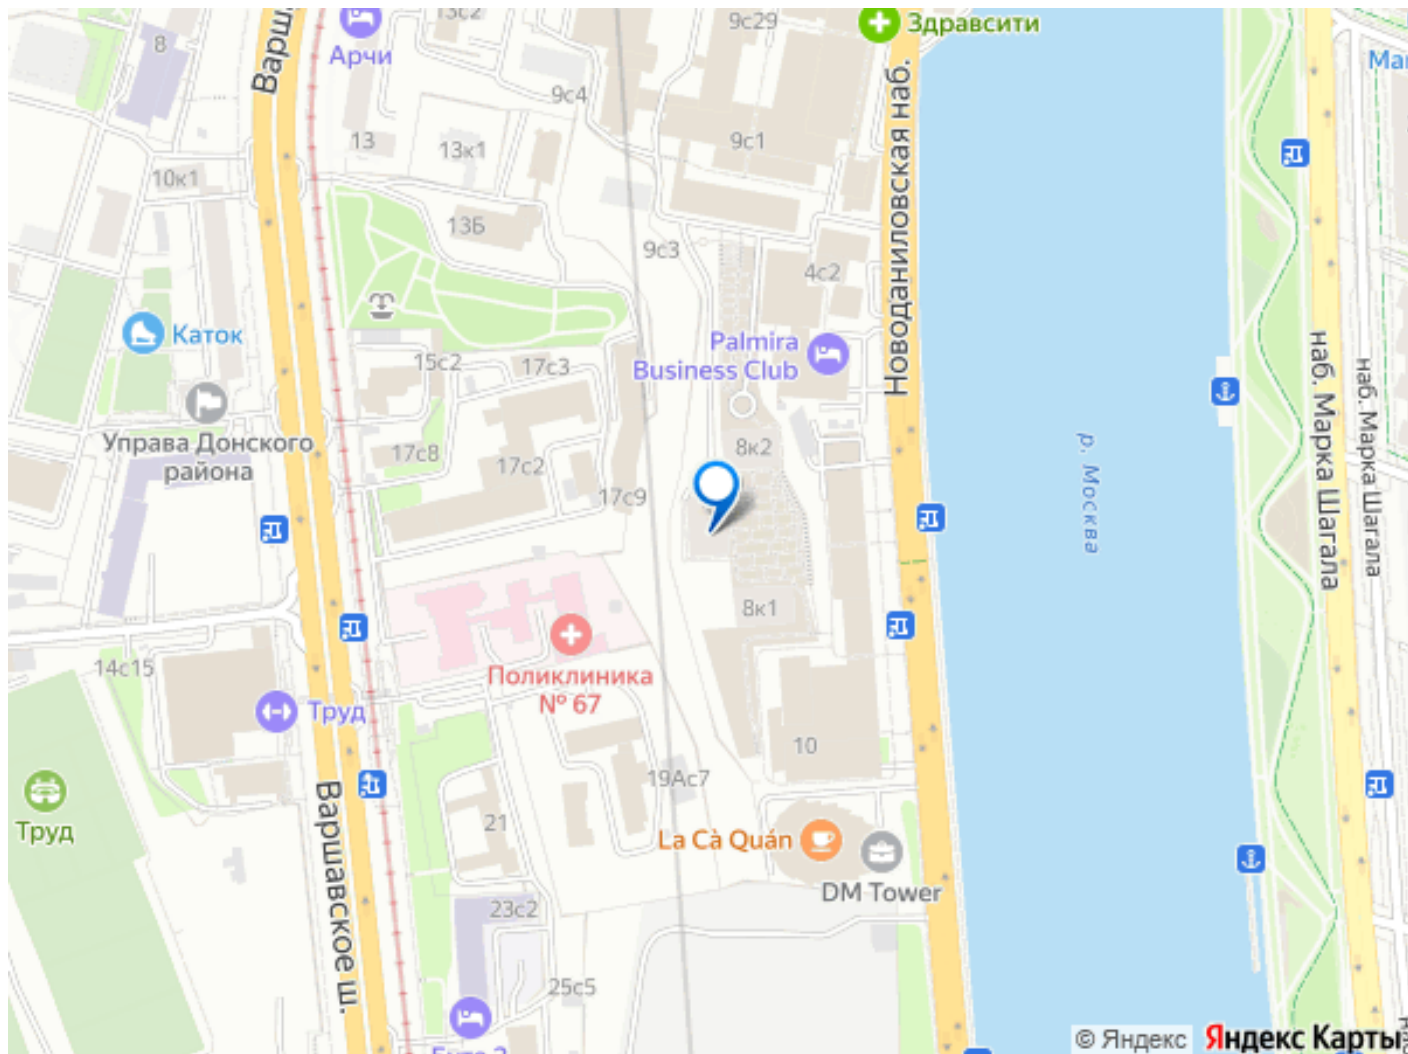 13с2
9с29
Здравсити
8
Арчи
Варш
9с4
13
13к1
9с1
10к1
13Б
9с3
4с2
Новоданиловская наб.
Каток
15с2
17с3
Palmira
Business Club
Управа Донского
района
17с8
17с2
17с9
8к2
р. Москва
наб. Марка Шагала
наб. Марка Шагала
8к1
14с15
Поликлиника
№ 67
Труд
10
19Ас7
Труд
21
La Cà Quán
DM Tower
Варшавское ш.
23с2
25с5
© Яндекс
Яндекс Карты